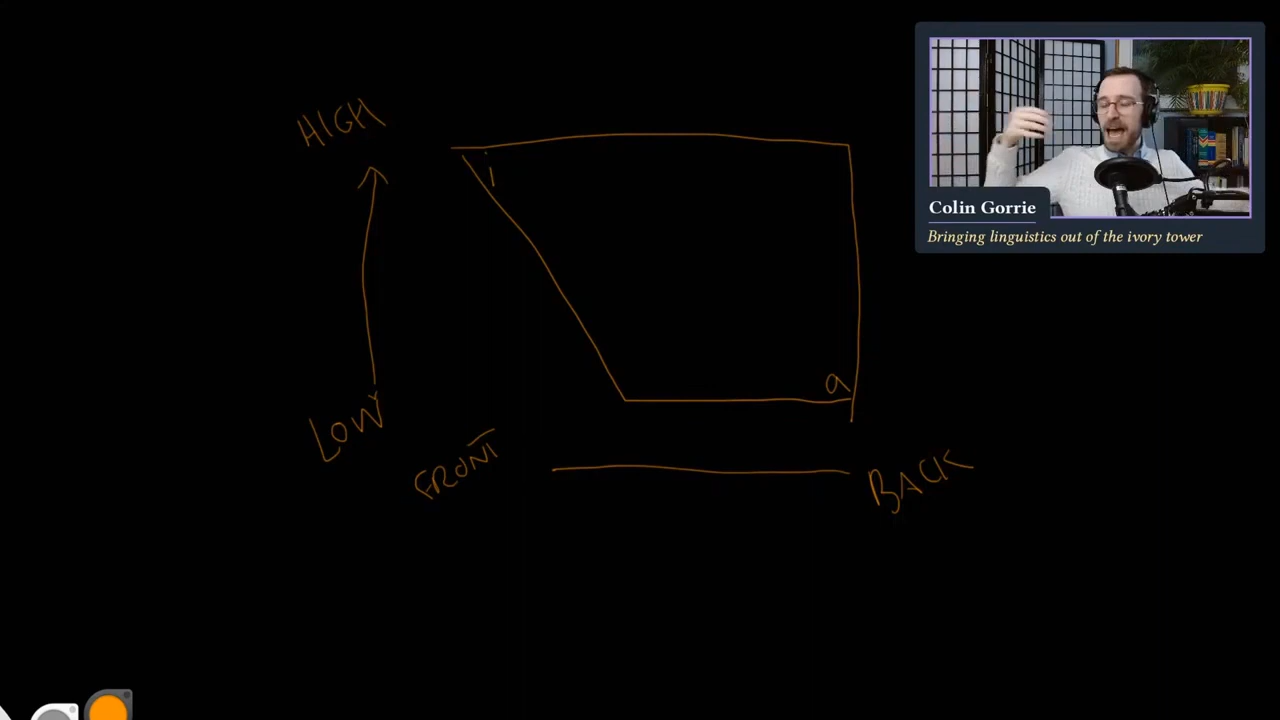 HIGH
i
a
LOW
FRONT
BACK
Colin Gorrie
Bringing linguistics out of the ivory tower